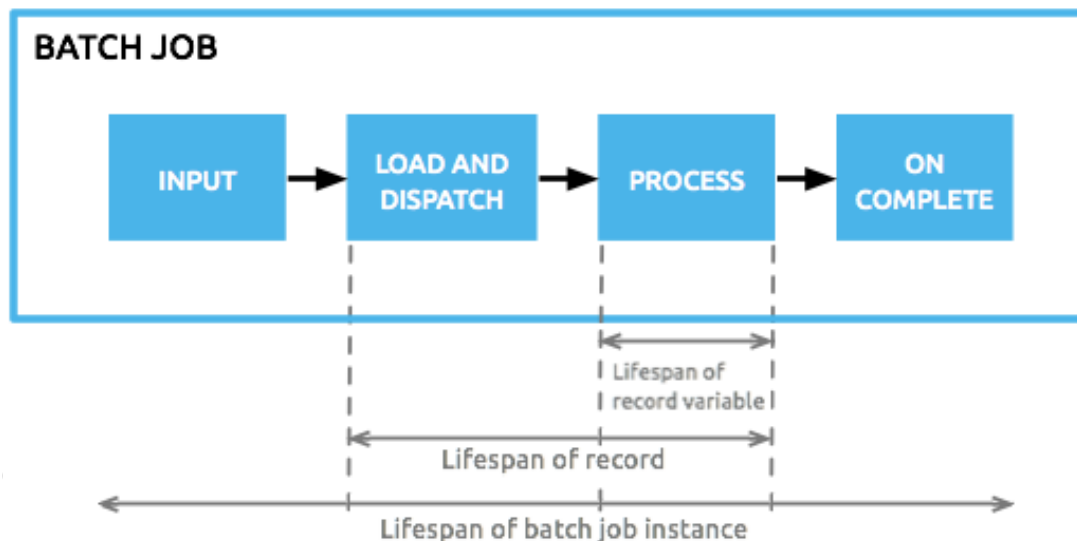 BATCH JOB
INPUT
LOAD AND
DISPATCH
PROCESS
ON
COMPLETE
Lifespan of
record variable
Lifespan of record
Lifespan of batch job instance